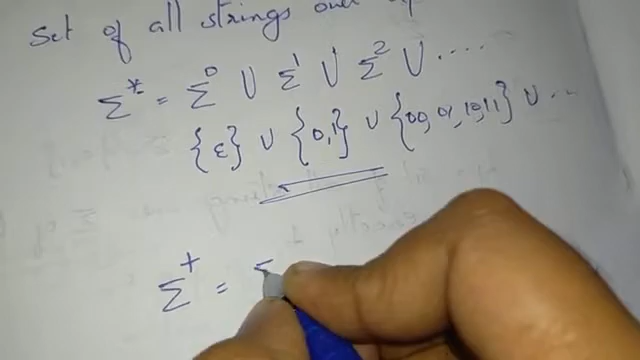 Set of all strings over
Σ* = Σ⁰ ∪ Σ¹ ∪ Σ² ∪ ....
{ε} ∪ {0,1} ∪ {00, 01, 10, 11} ∪ ...
Σ⁺ =